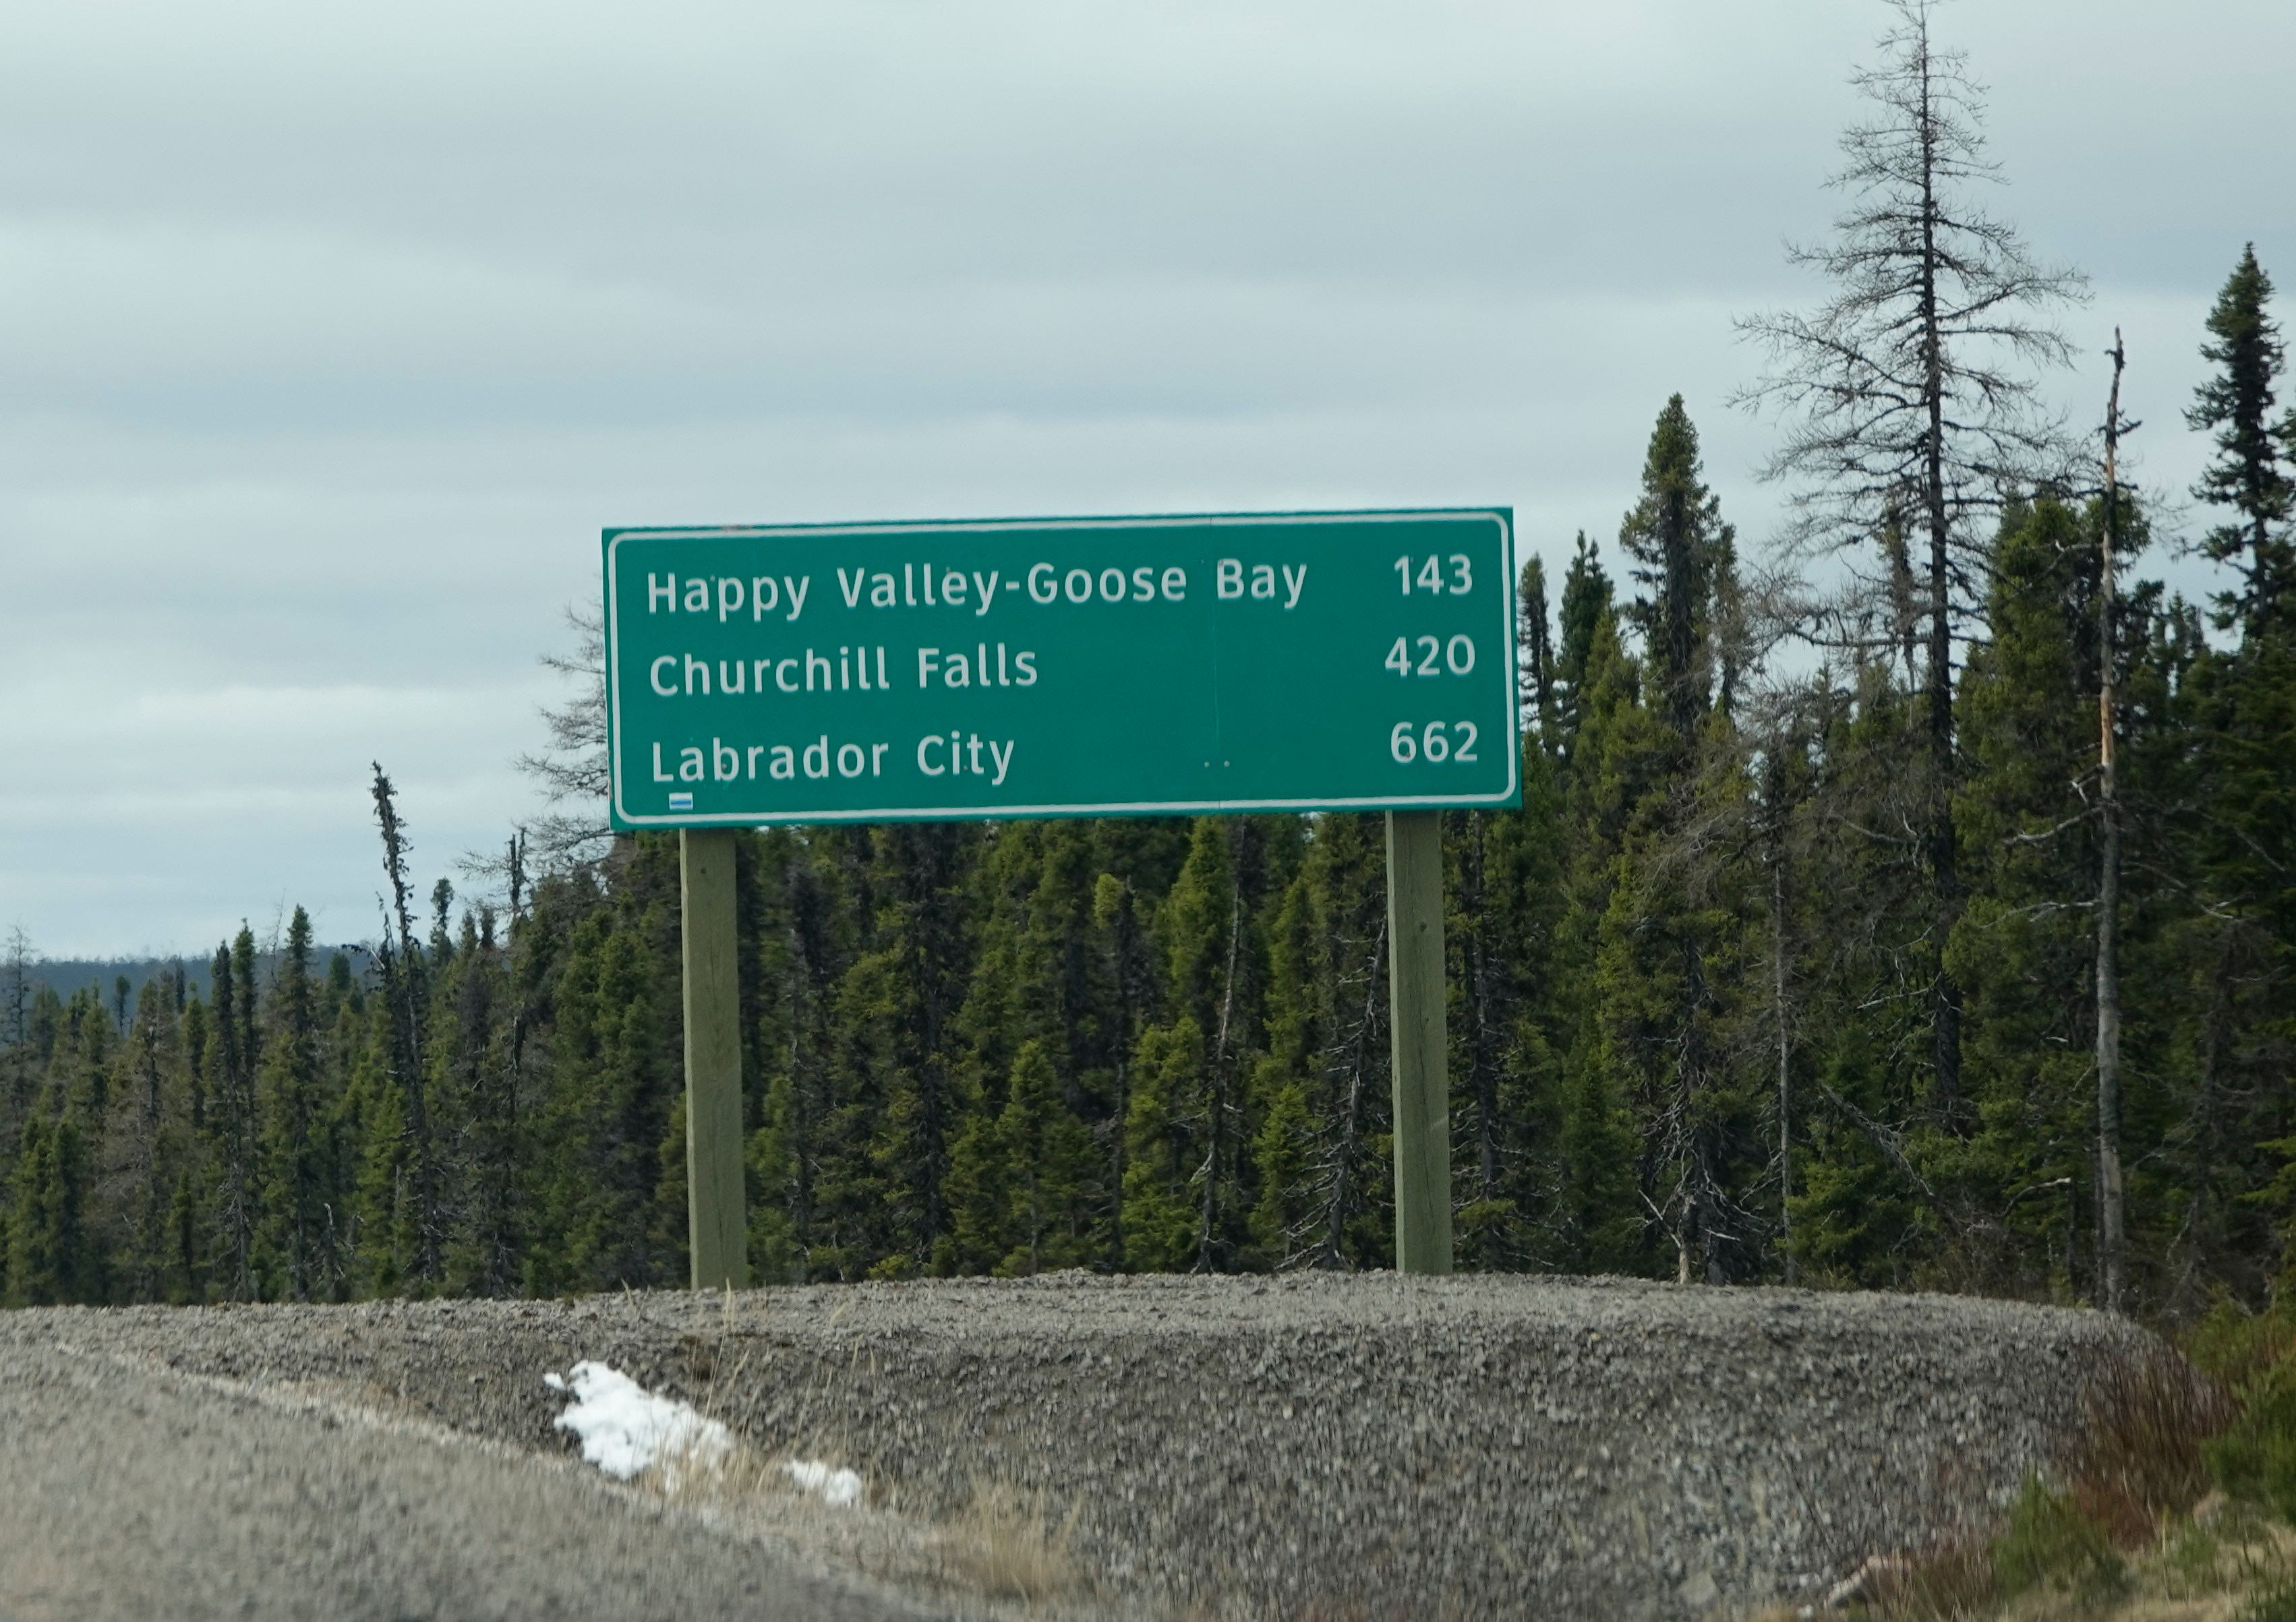 Happy Valley-Goose Bay 143
Churchill Falls 420
Labrador City 662